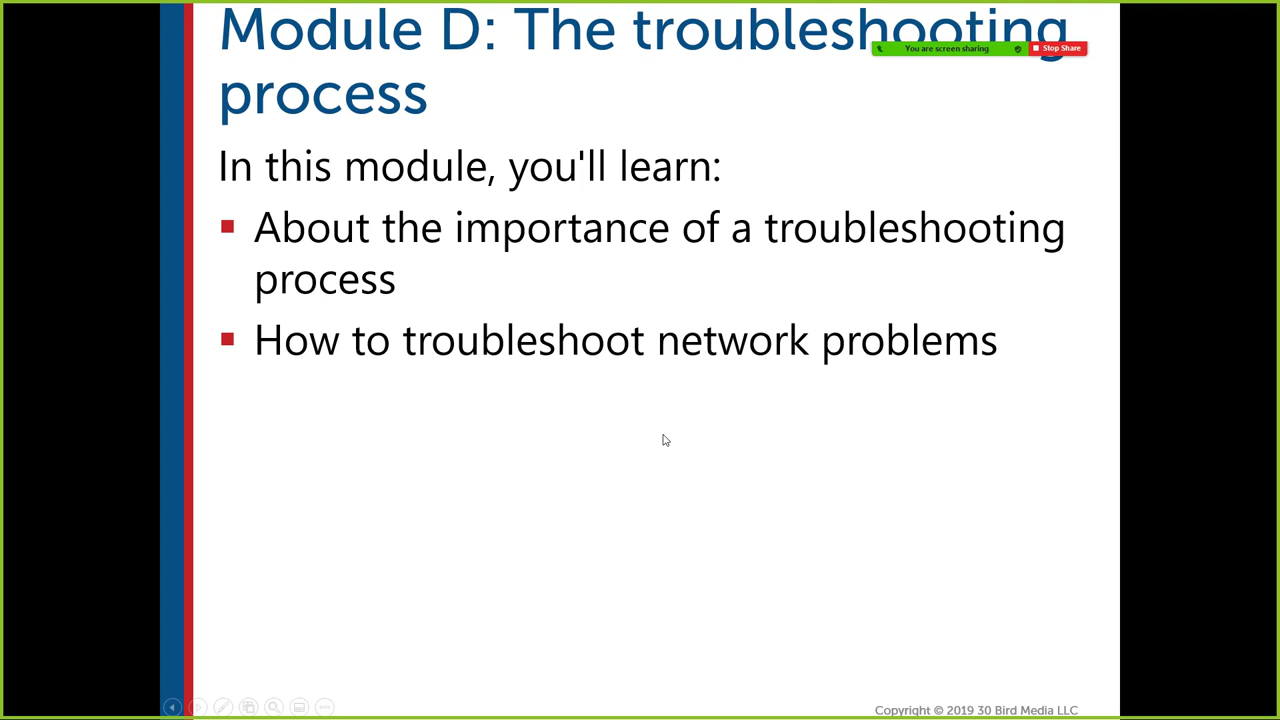 Module D: The troubleshooting
You are screen sharing
Stop Share
process
In this module, you'll learn:
About the importance of a troubleshooting
process
How to troubleshoot network problems
Copyright © 2019 30 Bird Media LLC